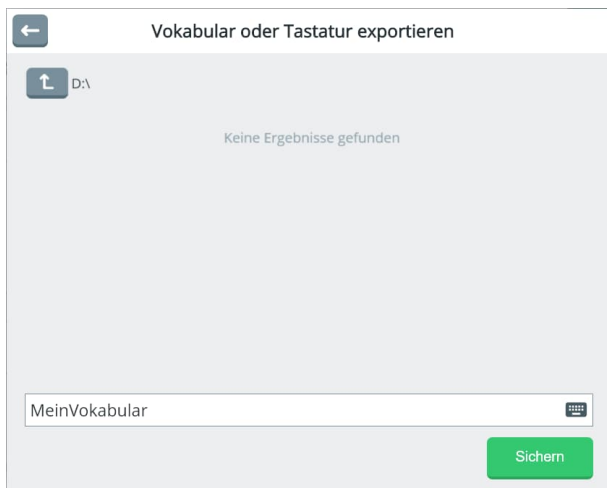 Vokabular oder Tastatur exportieren
D:\
Keine Ergebnisse gefunden
MeinVokabular
Sichern